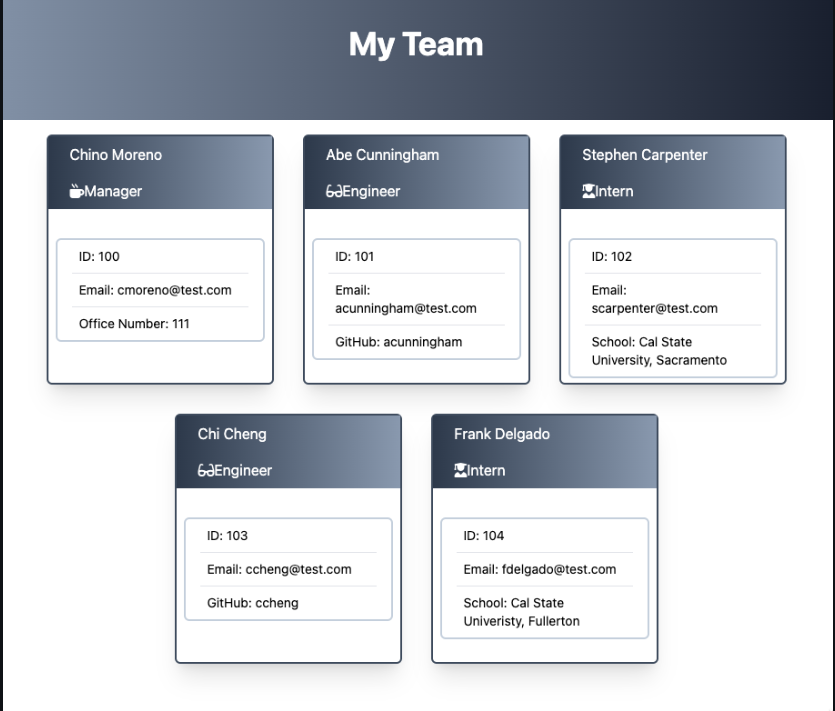 My Team
Chino Moreno
Manager
ID: 100
Email: cmoreno@test.com
Office Number: 111
Abe Cunningham
Engineer
ID: 101
Email:
acunningham@test.com
GitHub: acunningham
Stephen Carpenter
Intern
ID: 102
Email:
scarpenter@test.com
School: Cal State
University, Sacramento
Chi Cheng
Engineer
ID: 103
Email: ccheng@test.com
GitHub: ccheng
Frank Delgado
Intern
ID: 104
Email: fdelgado@test.com
School: Cal State
Univeristy, Fullerton